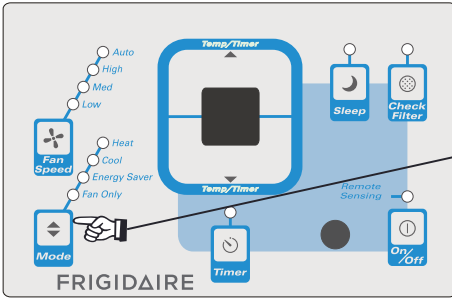 Temp/Timer
Auto
High
Med
Low
Fan
Speed
Sleep
Check
Filter
Heat
Cool
Energy Saver
Fan Only
Temp/Timer
Remote
Sensing
Mode
Timer
On/Off
FRIGIDAIRE